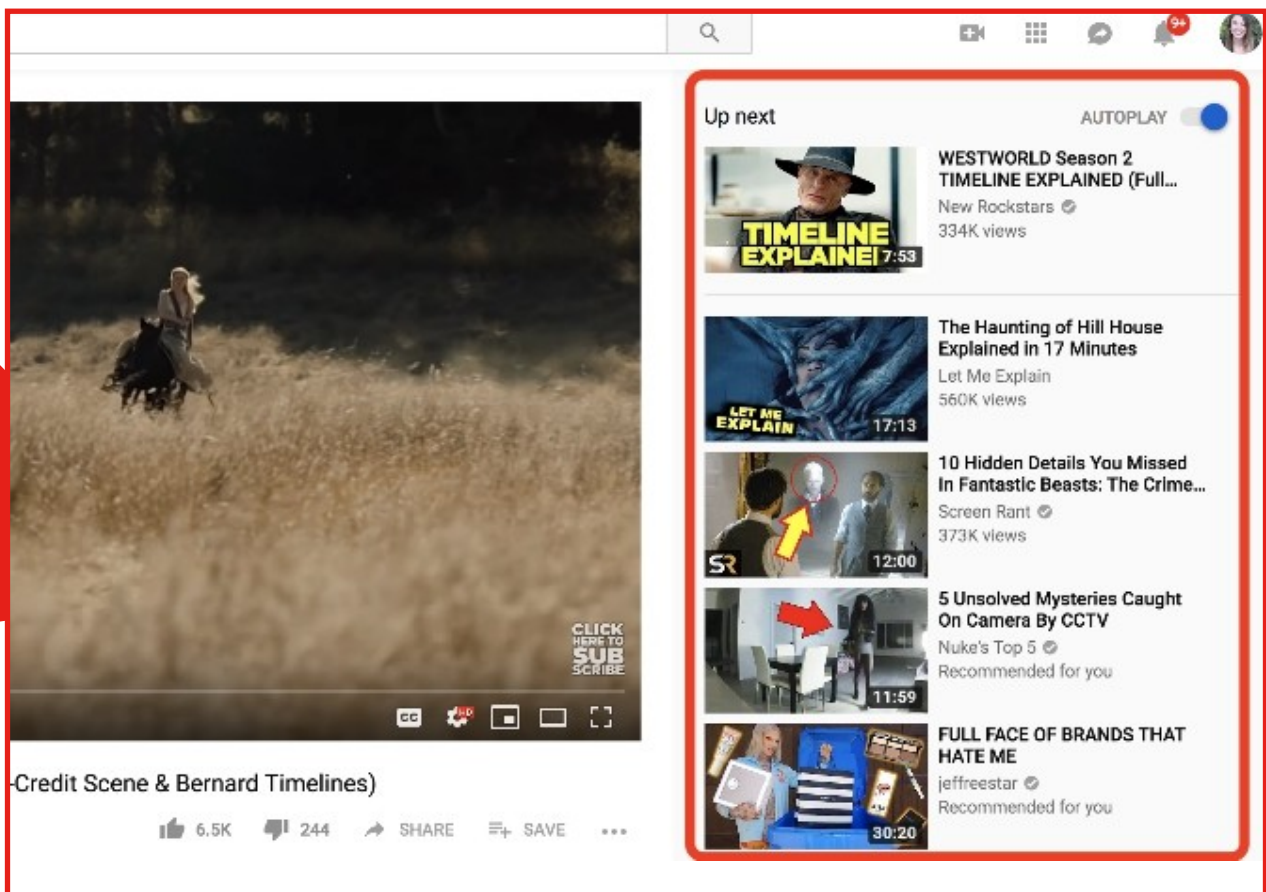 9+
Up next
AUTOPLAY
TIMELINE
EXPLAINE
7:53
WESTWORLD Season 2
TIMELINE EXPLAINED (Full...
New Rockstars
334K views
LET ME
EXPLAIN
17:13
The Haunting of Hill House
Explained in 17 Minutes
Let Me Explain
560K views
SR
12:00
10 Hidden Details You Missed
In Fantastic Beasts: The Crime...
Screen Rant
373K views
11:59
5 Unsolved Mysteries Caught
On Camera By CCTV
Nuke's Top 5
Recommended for you
30:20
FULL FACE OF BRANDS THAT
HATE ME
jeffreestar
Recommended for you
CLICK
HERE TO
SUB
SCRIBE
CC
HD
-Credit Scene & Bernard Timelines)
6.5K
244
SHARE
SAVE